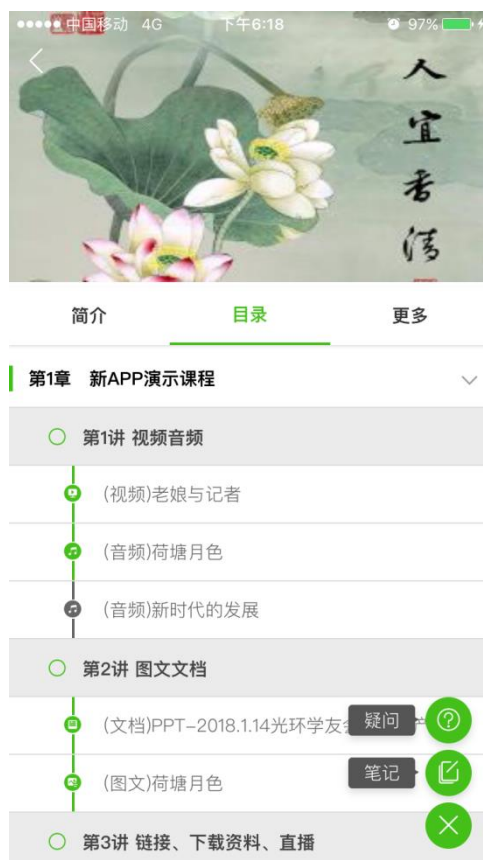 中国移动 4G 下午6:18 97%
人宜香清
简介 目录 更多
第1章 新APP演示课程
第1讲 视频音频
(视频)老娘与记者
(音频)荷塘月色
(音频)新时代的发展
第2讲 图文文档
(文档)PPT-2018.1.14光环学友会
疑问
(图文)荷塘月色
笔记
第3讲 链接、下载资料、直播